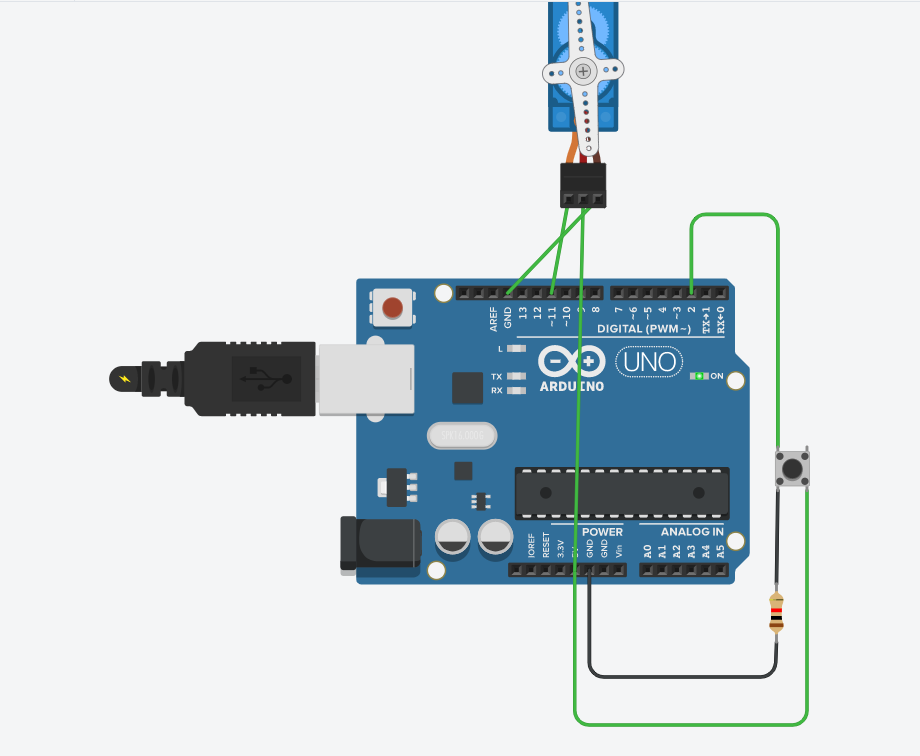 AREF
GND
13
12
~11
~10
9
8
7
~6
~5
4
~3
2
TX→1
RX←0
DIGITAL (PWM~)
L
TX
RX
ARDUINO
UNO
ON
POWER
ANALOG IN
IOREF
RESET
3.3V
5V
GND
GND
Vin
A0
A1
A2
A3
A4
A5